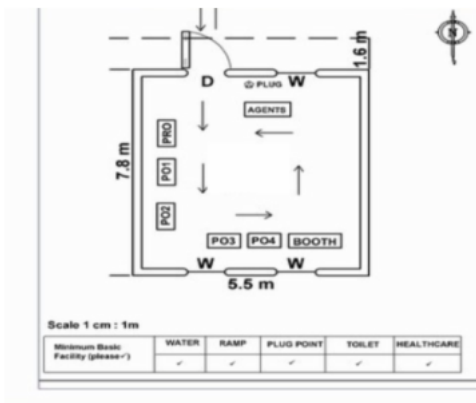 N
1.6 m
D
PLUG W
AGENTS
PRO
7.8 m
PO1
PO2
PO3 PO4 BOOTH
W W
5.5 m
Scale 1 cm : 1m
Minimum Basic Facility (please✓) WATER RAMP PLUG POINT TOILET HEALTHCARE
✓ ✓ ✓ ✓ ✓